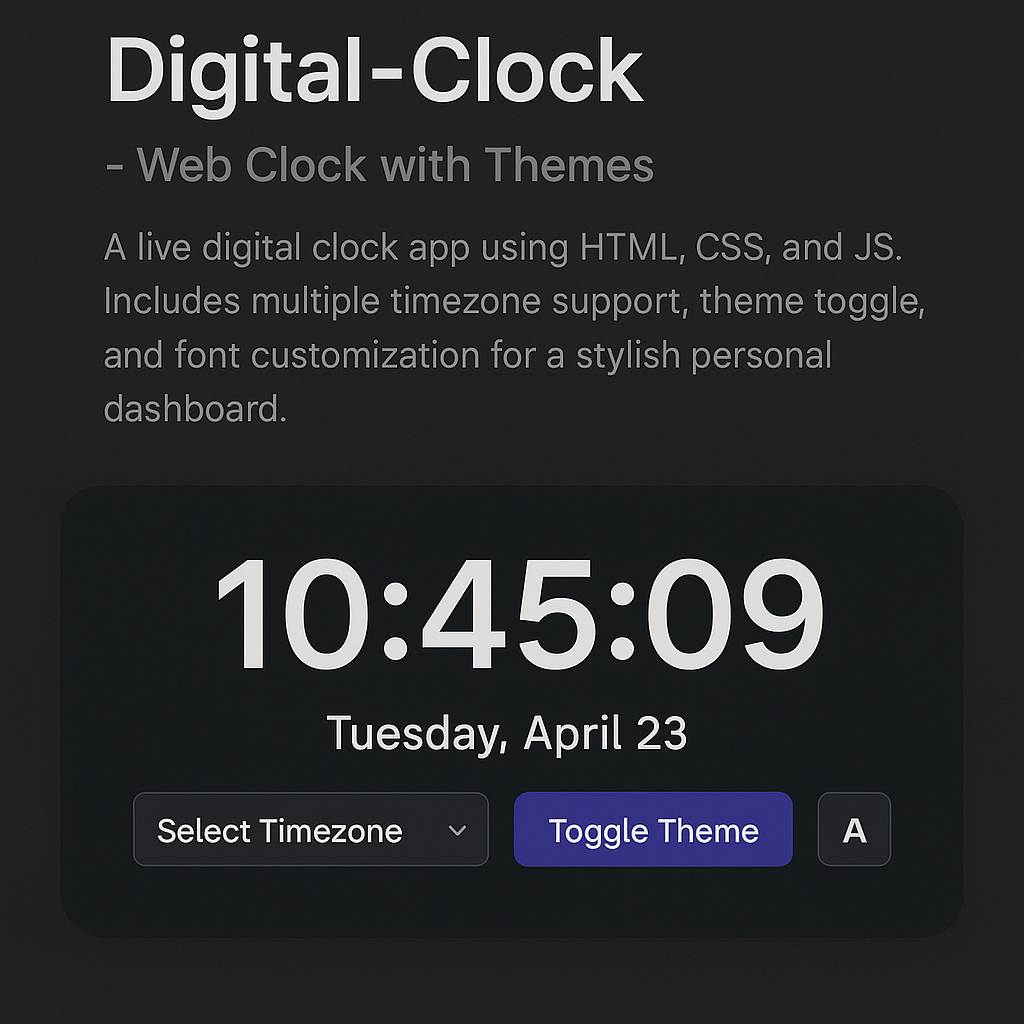 Digital-Clock
- Web Clock with Themes
A live digital clock app using HTML, CSS, and JS.
Includes multiple timezone support, theme toggle,
and font customization for a stylish personal
dashboard.
10:45:09
Tuesday, April 23
Select Timezone
Toggle Theme
A